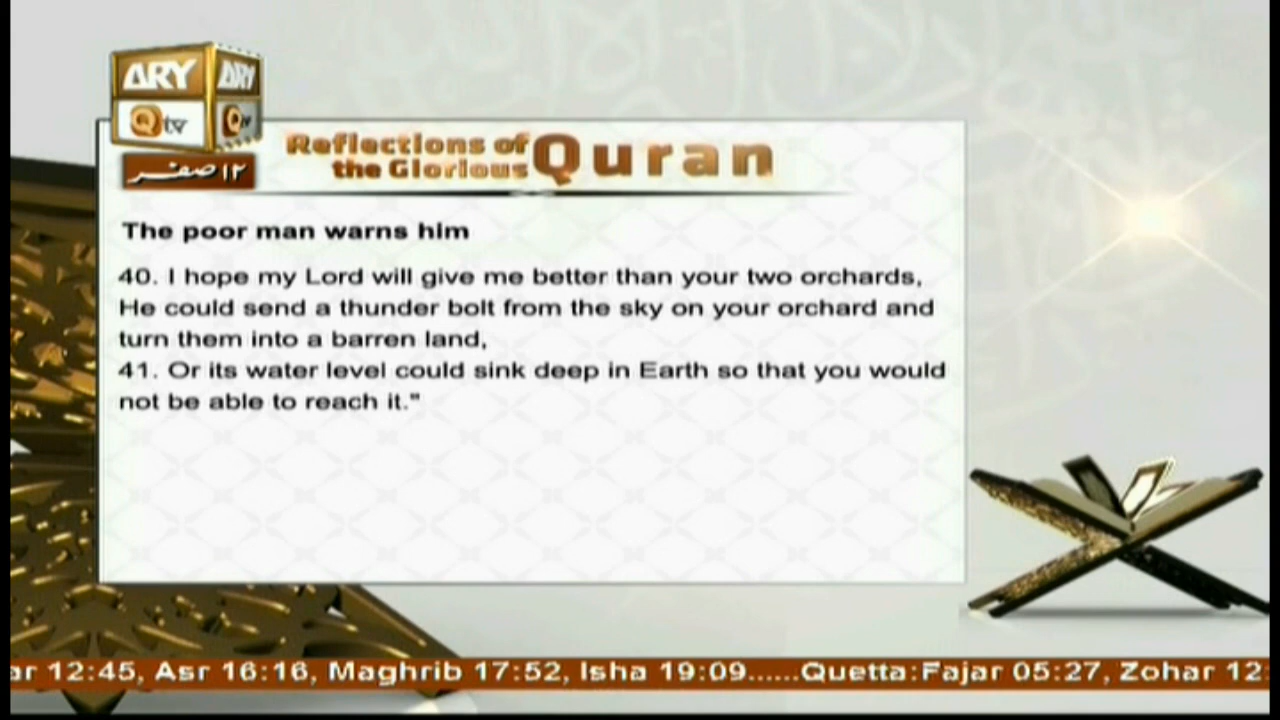 ARY ARY
Qtv Qtv
۱۲ صفر
Reflections of
the Glorious Quran
The poor man warns him
40. I hope my Lord will give me better than your two orchards,
He could send a thunder bolt from the sky on your orchard and
turn them into a barren land,
41. Or its water level could sink deep in Earth so that you would
not be able to reach it."
ar 12:45, Asr 16:16, Maghrib 17:52, Isha 19:09......Quetta:Fajar 05:27, Zohar 12: